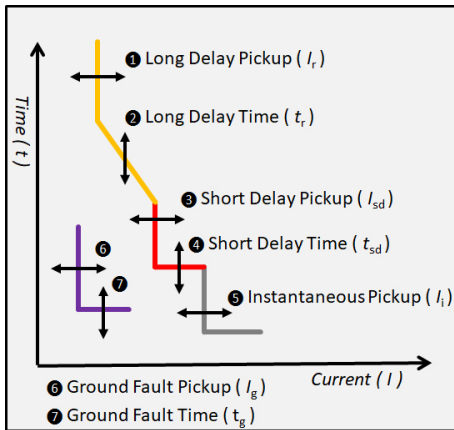 ❶ Long Delay Pickup ( Ir )
❷ Long Delay Time ( tr )
Time ( t )
❸ Short Delay Pickup ( Isd )
❹ Short Delay Time ( tsd )
❻
❼
❺ Instantaneous Pickup ( Ii )
Current ( I )
❻ Ground Fault Pickup ( Ig )
❼ Ground Fault Time ( tg )